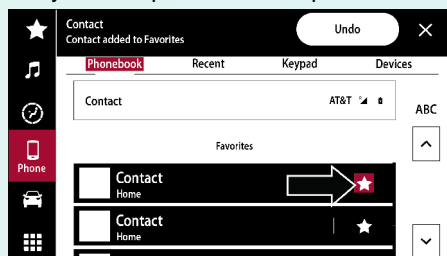 Contact
Contact added to Favorites
Undo
Phonebook Recent Keypad Devices
Contact AT&T
ABC
Favorites
Phone
Contact
Home
Contact
Home